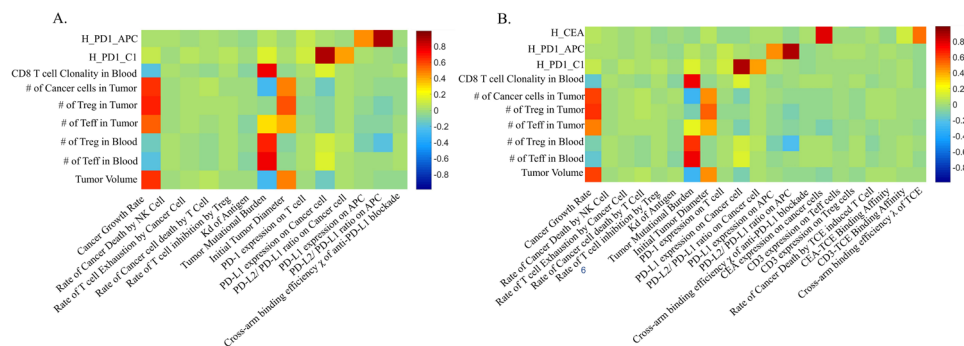 A.
H_PD1_APC
H_PD1_C1
CD8 T cell Clonality in Blood
# of Cancer cells in Tumor
# of Treg in Tumor
# of Teff in Tumor
# of Treg in Blood
# of Teff in Blood
Tumor Volume
Cancer Growth Rate
Rate of Cancer Death by NK Cell
Rate of T cell Exhaustion by Cancer Cell
Rate of Cancer cell death by T Cell
Rate of T cell inhibition by Treg
Kd of Antigen
Tumor Mutational Burden
Initial Tumor Diameter
PD-1 expression on T cell
PD-L1 expression on Cancer cell
PD-L2/ PD-L1 ratio on Cancer cell
PD-L1 expression on APC
PD-L2/ PD-L1 ratio on APC
Cross-arm binding efficiency χ of anti-PD-L1 blockade
0.8
0.6
0.4
0.2
0
-0.2
-0.4
-0.6
-0.8
B.
H_CEA
H_PD1_APC
H_PD1_C1
CD8 T cell Clonality in Blood
# of Cancer cells in Tumor
# of Treg in Tumor
# of Teff in Tumor
# of Treg in Blood
# of Teff in Blood
Tumor Volume
Cancer Growth Rate
Rate of Cancer Death by NK Cell
Rate of T cell Exhaustion by Cancer Cell
Rate of Cancer cell death by T Cell
Rate of T cell inhibition by Treg
Kd of Antigen
Tumor Mutational Burden
Initial Tumor Diameter
PD-1 expression on T cell
PD-L1 expression on Cancer cell
PD-L2/ PD-L1 ratio on Cancer cell
PD-L1 expression on APC
PD-L2/ PD-L1 ratio on APC
Cross-arm binding efficiency χ of anti-PD-L1 blockade
CEA expression on cancer cells
CD3 expression on Teff cells
CD3 expression on Treg cells
Rate of Cancer Death by TCE induced T Cell
CEA-TCE Binding Affinity
CD3-TCE Binding Affinity
Cross-arm binding efficiency λ of TCE
0.8
0.6
0.4
0.2
0
-0.2
-0.4
-0.6
-0.8
6